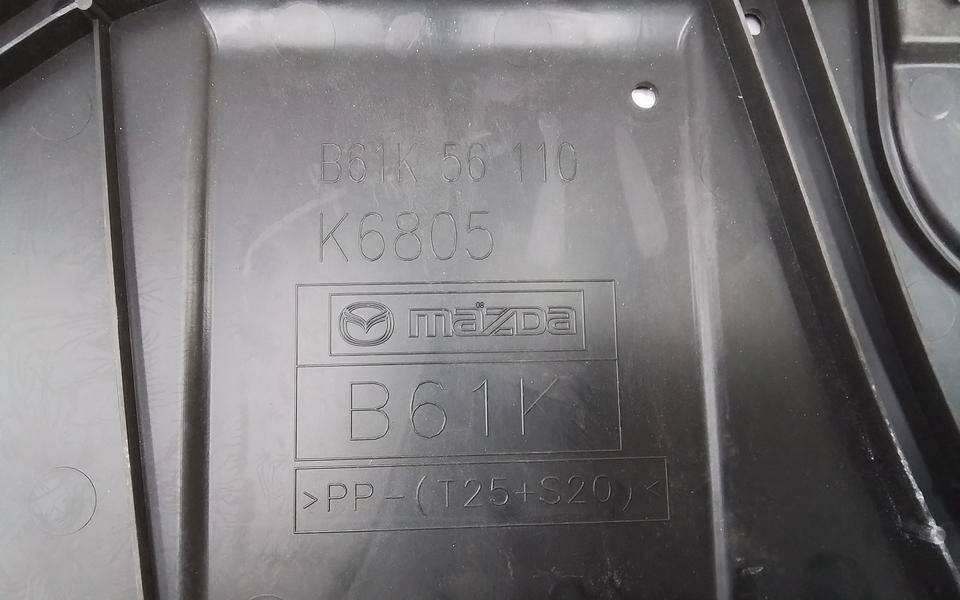 B61K 56 110
K6805
mazda
B61K
>PP-(T25+S20)<